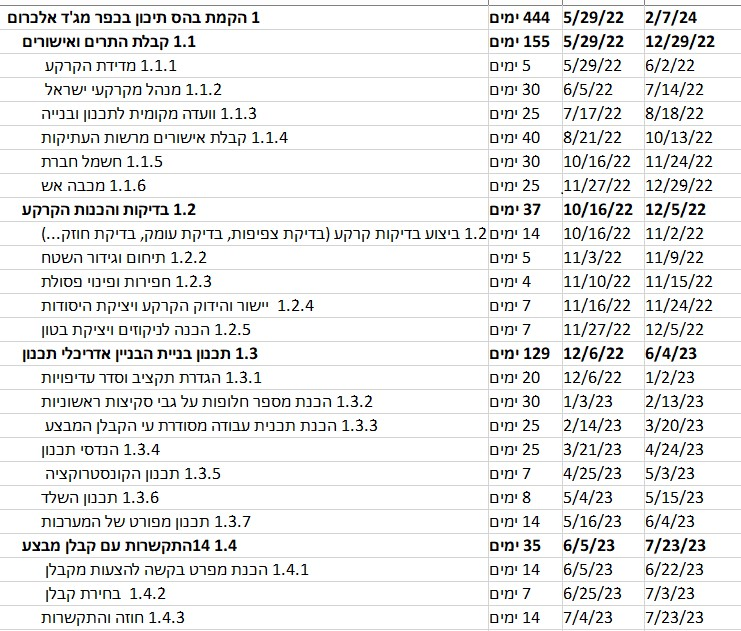 1 הקמת בהס תיכון בכפר מג'ד אלכרום 444 ימים 5/29/22 2/7/24
1.1 קבלת התרים ואישורים 155 ימים 5/29/22 12/29/22
1.1.1 מדידת הקרקע 5 ימים 5/29/22 6/2/22
1.1.2 מנהל מקרקעי ישראל 30 ימים 6/5/22 7/14/22
1.1.3 וועדה מקומית לתכנון ובנייה 25 ימים 7/17/22 8/18/22
1.1.4 קבלת אישורים מרשות העתיקות 40 ימים 8/21/22 10/13/22
1.1.5 חשמל חברת 30 ימים 10/16/22 11/24/22
1.1.6 מכבה אש 25 ימים 11/27/22 12/29/22
1.2 בדיקות והכנות הקרקע 37 ימים 10/16/22 12/5/22
1.2 ביצוע בדיקות קרקע (בדיקת צפיפות, בדיקת עומק, בדיקת חוזק...) 14 ימים 10/16/22 11/2/22
1.2.2 תיחום וגידור השטח 5 ימים 11/3/22 11/9/22
1.2.3 חפירות ופינוי פסולת 4 ימים 11/10/22 11/15/22
1.2.4 יישור והידוק הקרקע ויציקת היסודות 7 ימים 11/16/22 11/24/22
1.2.5 הכנה לניקוזים ויציקת בטון 7 ימים 11/27/22 12/5/22
1.3 תכנון בניית הבניין אדריכלי תכנון 129 ימים 12/6/22 6/4/23
1.3.1 הגדרת תקציב וסדר עדיפויות 20 ימים 12/6/22 1/2/23
1.3.2 הכנת מספר חלופות על גבי סקיצות ראשוניות 30 ימים 1/3/23 2/13/23
1.3.3 הכנת תכנית עבודה מסודרת עי הקבלן המבצע 25 ימים 2/14/23 3/20/23
1.3.4 הנדסי תכנון 25 ימים 3/21/23 4/24/23
1.3.5 תכנון הקונסטרוקציה 7 ימים 4/25/23 5/3/23
1.3.6 תכנון השלד 8 ימים 5/4/23 5/15/23
1.3.7 תכנון מפורט של המערכות 14 ימים 5/16/23 6/4/23
1.4 14התקשרות עם קבלן מבצע 35 ימים 6/5/23 7/23/23
1.4.1 הכנת מפרט בקשה להצעות מקבלן 14 ימים 6/5/23 6/22/23
1.4.2 בחירת קבלן 7 ימים 6/25/23 7/3/23
1.4.3 חוזה והתקשרות 14 ימים 7/4/23 7/23/23